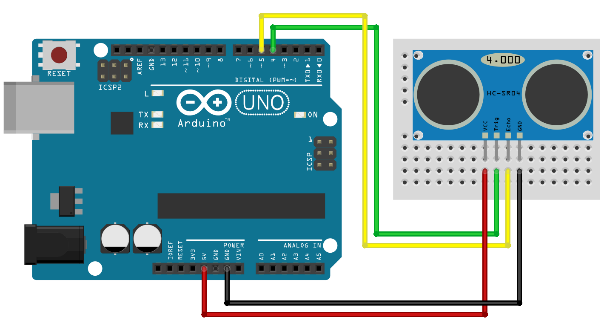 RESET
ICSP2
AREF
GND
13
12
~11
~10
~9
8
7
~6
~5
4
~3
2
TX▸1
RX◂0
DIGITAL (PWM=~)
L
TX
RX
UNO
Arduino™
ON
1
ICSP
POWER
ANALOG IN
IOREF
RESET
3V3
5V
GND
GND
VIN
A0
A1
A2
A3
A4
A5
4.000
HC-SR04
VCC
Trig
Echo
GND